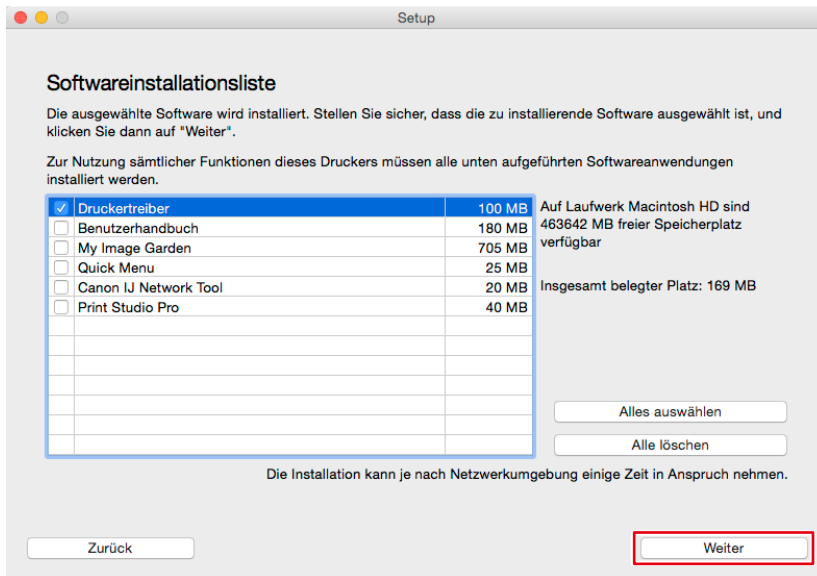 Setup
Softwareinstallationsliste
Die ausgewählte Software wird installiert. Stellen Sie sicher, dass die zu installierende Software ausgewählt ist, und
klicken Sie dann auf "Weiter".
Zur Nutzung sämtlicher Funktionen dieses Druckers müssen alle unten aufgeführten Softwareanwendungen
installiert werden.
Druckertreiber 100 MB
Benutzerhandbuch 180 MB
My Image Garden 705 MB
Quick Menu 25 MB
Canon IJ Network Tool 20 MB
Print Studio Pro 40 MB
Auf Laufwerk Macintosh HD sind
463642 MB freier Speicherplatz
verfügbar
Insgesamt belegter Platz: 169 MB
Alles auswählen
Alle löschen
Die Installation kann je nach Netzwerkumgebung einige Zeit in Anspruch nehmen.
Zurück
Weiter